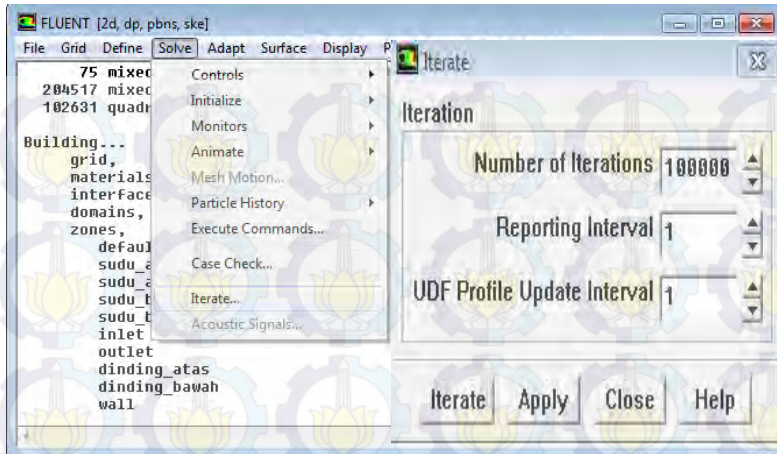 FLUENT [2d, dp, pbns, ske]
File Grid Define Solve Adapt Surface Display P
75 mixed
204517 mixed
102631 quadr
Building...
grid,
materials
interface
domains,
zones,
defaul
sudu_a
sudu_a
sudu_b
sudu_b
inlet
outlet
dinding_atas
dinding_bawah
wall
Controls
Initialize
Monitors
Animate
Mesh Motion...
Particle History
Execute Commands...
Case Check...
Iterate...
Acoustic Signals...
Iterate
Iteration
Number of Iterations 100000
Reporting Interval 1
UDF Profile Update Interval 1
Iterate Apply Close Help